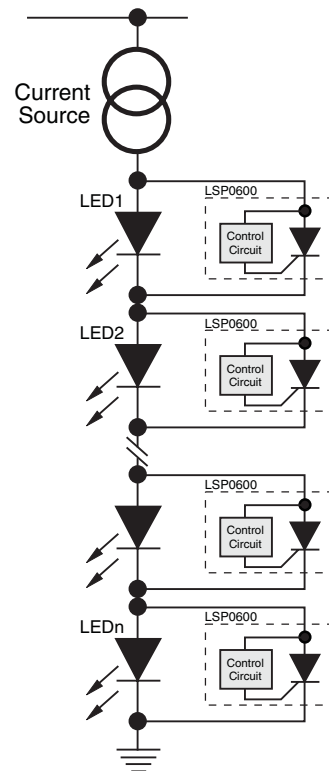 Current
Source
LED1
LSP0600
Control
Circuit
LED2
LSP0600
Control
Circuit
LSP0600
Control
Circuit
LEDn
LSP0600
Control
Circuit